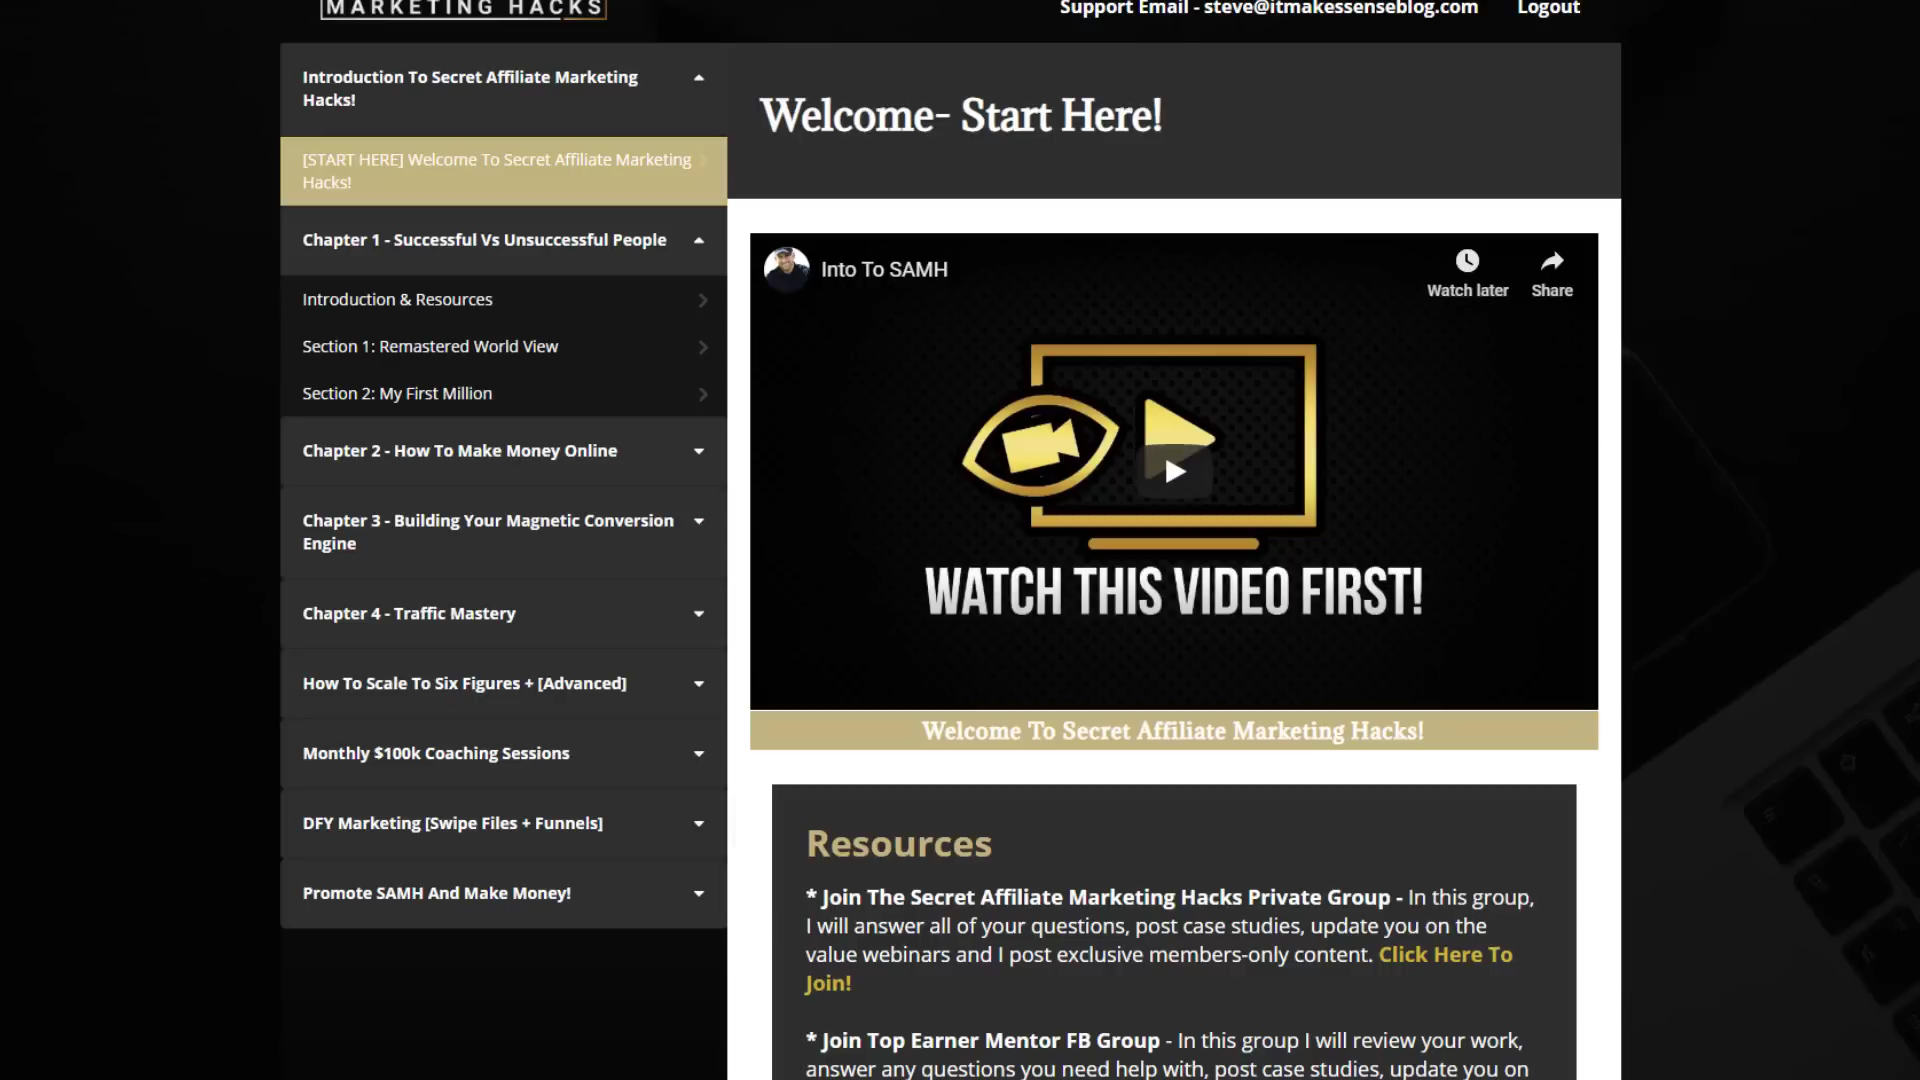 MARKETING HACKS
Support Email - steve@itmakessenseblog.com
Logout
Introduction To Secret Affiliate Marketing
Hacks!
[START HERE] Welcome To Secret Affiliate Marketing
Hacks!
Chapter 1 - Successful Vs Unsuccessful People
Introduction & Resources
Section 1: Remastered World View
Section 2: My First Million
Chapter 2 - How To Make Money Online
Chapter 3 - Building Your Magnetic Conversion
Engine
Chapter 4 - Traffic Mastery
How To Scale To Six Figures + [Advanced]
Monthly $100k Coaching Sessions
DFY Marketing [Swipe Files + Funnels]
Promote SAMH And Make Money!
Welcome- Start Here!
Into To SAMH
Watch later
Share
WATCH THIS VIDEO FIRST!
Welcome To Secret Affiliate Marketing Hacks!
Resources
* Join The Secret Affiliate Marketing Hacks Private Group - In this group,
I will answer all of your questions, post case studies, update you on the
value webinars and I post exclusive members-only content. Click Here To
Join!
* Join Top Earner Mentor FB Group - In this group I will review your work,
answer any questions you need help with, post case studies, update you on